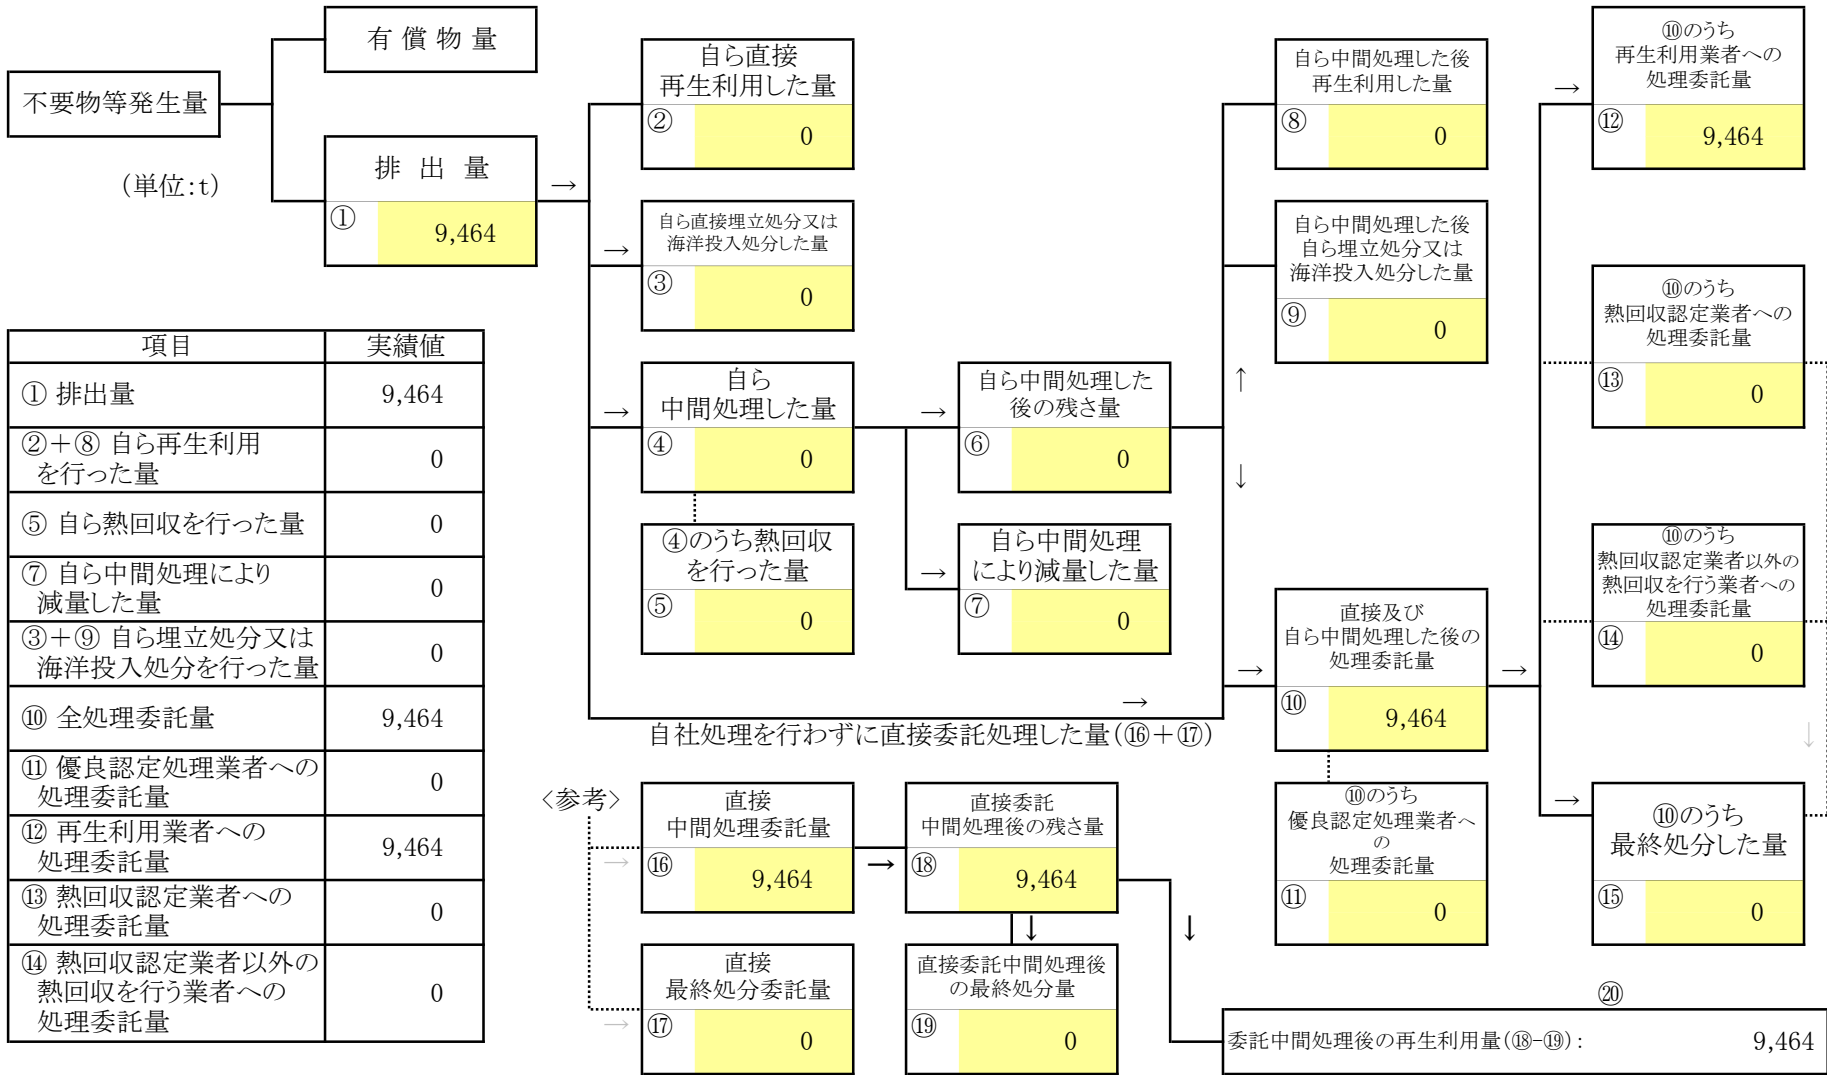 不要物等発生量
(単位:t)
有 償 物 量
排 出 量
①
9,464
→
自ら直接
再生利用した量
②
0
→
自ら直接埋立処分又は
海洋投入処分した量
③
0
→
自ら
中間処理した量
④
0
④のうち熱回収
を行った量
⑤
0
→
自ら中間処理した
後の残さ量
⑥
0
→
自ら中間処理
により減量した量
⑦
0
↑
↓
自ら中間処理した後
再生利用した量
⑧
0
自ら中間処理した後
自ら埋立処分又は
海洋投入処分した量
⑨
0
→
自社処理を行わずに直接委託処理した量(⑯+⑰)
→
直接及び
自ら中間処理した後の
処理委託量
⑩
9,464
→
⑩のうち
優良認定処理業者へ
の
処理委託量
⑪
0
→
⑩のうち
再生利用業者への
処理委託量
⑫
9,464
⑩のうち
熱回収認定業者への
処理委託量
⑬
0
⑩のうち
熱回収認定業者以外の
熱回収を行う業者への
処理委託量
⑭
0
↓
→
⑩のうち
最終処分した量
⑮
0
項目 実績値
① 排出量 9,464
②+⑧ 自ら再生利用
を行った量 0
⑤ 自ら熱回収を行った量 0
⑦ 自ら中間処理により
減量した量 0
③+⑨ 自ら埋立処分又は
海洋投入処分を行った量 0
⑩ 全処理委託量 9,464
⑪ 優良認定処理業者への
処理委託量 0
⑫ 再生利用業者への
処理委託量 9,464
⑬ 熱回収認定業者への
処理委託量 0
⑭ 熱回収認定業者以外の
熱回収を行う業者への
処理委託量 0
〈参考〉
→
直接
中間処理委託量
⑯
9,464
→
直接委託
中間処理後の残さ量
⑱
9,464
↓
↓
→
直接
最終処分委託量
⑰
0
直接委託中間処理後
の最終処分量
⑲
0
⑳
委託中間処理後の再生利用量(⑱-⑲): 9,464